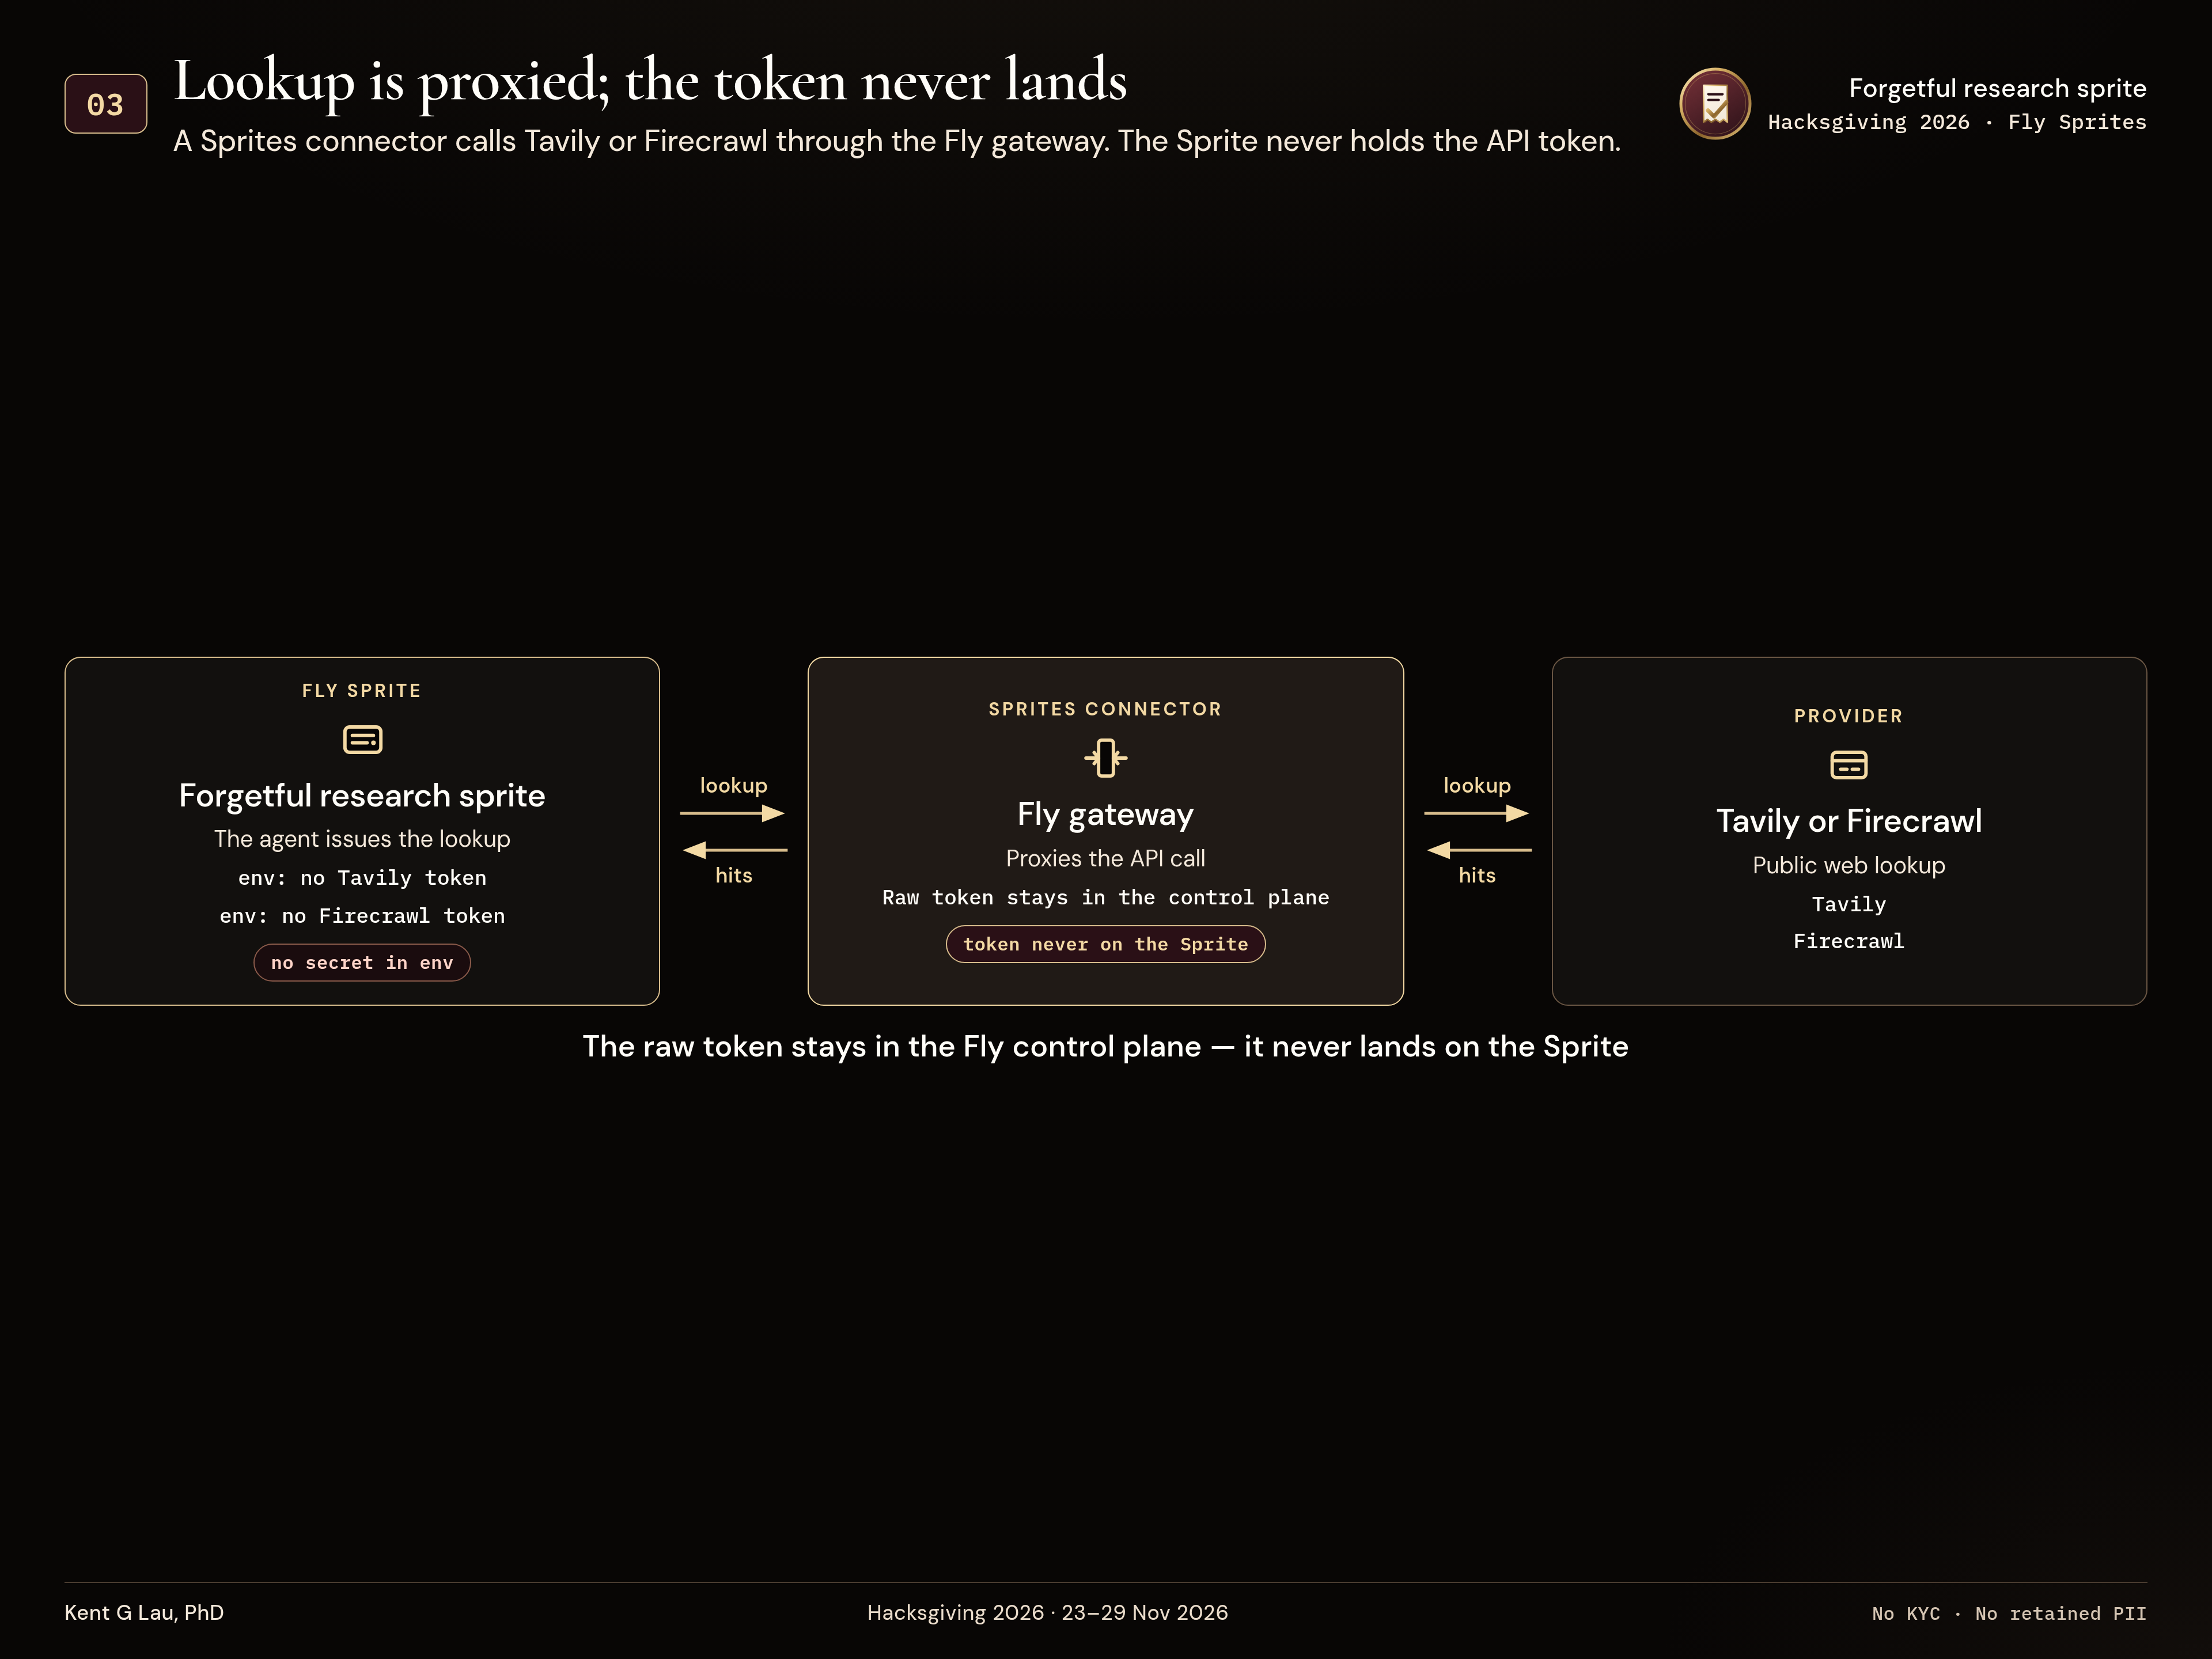 03
Lookup is proxied; the token never lands
A Sprites connector calls Tavily or Firecrawl through the Fly gateway. The Sprite never holds the API token.
Forgetful research sprite
Hacksgiving 2026 · Fly Sprites
FLY SPRITE
Forgetful research sprite
The agent issues the lookup
env: no Tavily token
env: no Firecrawl token
no secret in env
lookup
hits
SPRITES CONNECTOR
Fly gateway
Proxies the API call
Raw token stays in the control plane
token never on the Sprite
lookup
hits
PROVIDER
Tavily or Firecrawl
Public web lookup
Tavily
Firecrawl
The raw token stays in the Fly control plane — it never lands on the Sprite
Kent G Lau, PhD
Hacksgiving 2026 · 23–29 Nov 2026
No KYC · No retained PII